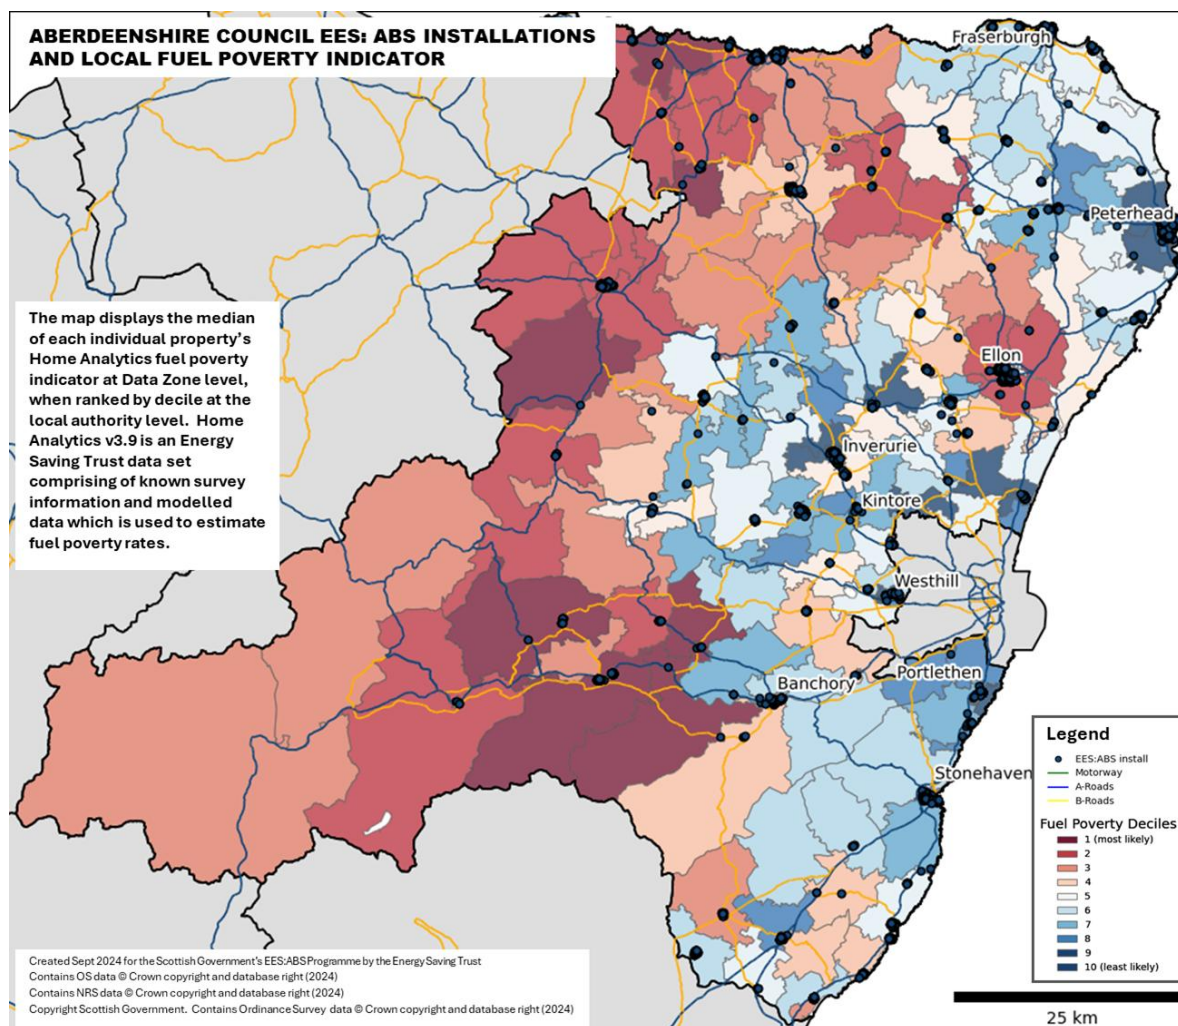 ABERDEENSHIRE COUNCIL EES: ABS INSTALLATIONS
AND LOCAL FUEL POVERTY INDICATOR
Fraserburgh
Peterhead
The map displays the median
of each individual property's
Home Analytics fuel poverty
indicator at Data Zone level,
when ranked by decile at the
local authority level. Home
Analytics v3.9 is an Energy
Saving Trust data set
comprising of known survey
information and modelled
data which is used to estimate
fuel poverty rates.
Ellon
Inverurie
Kintore
Westhill
Portlethen
Banchory
Stonehaven
Legend
EES:ABS install
Motorway
A-Roads
B-Roads
Fuel Poverty Deciles
1 (most likely)
2
3
4
5
6
7
8
9
10 (least likely)
Created Sept 2024 for the Scottish Government's EES:ABS Programme by the Energy Saving Trust
Contains OS data © Crown copyright and database right (2024)
Contains NRS data © Crown copyright and database right (2024)
Copyright Scottish Government. Contains Ordinance Survey data © Crown copyright and database right (2024)
25 km